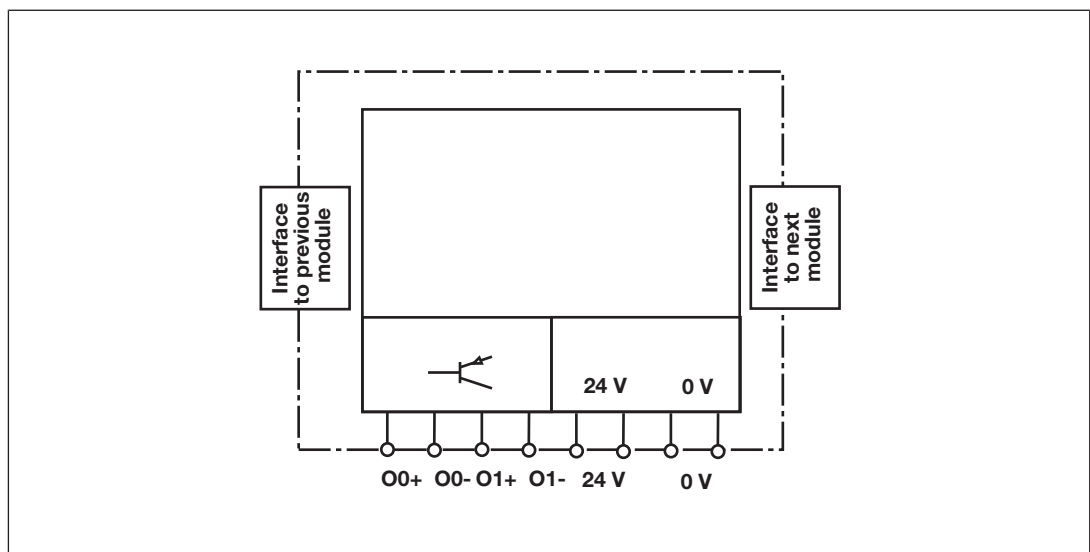 Interface
to previous
module
Interface
to next
module
24 V 0 V
O0+ O0- O1+ O1- 24 V 0 V